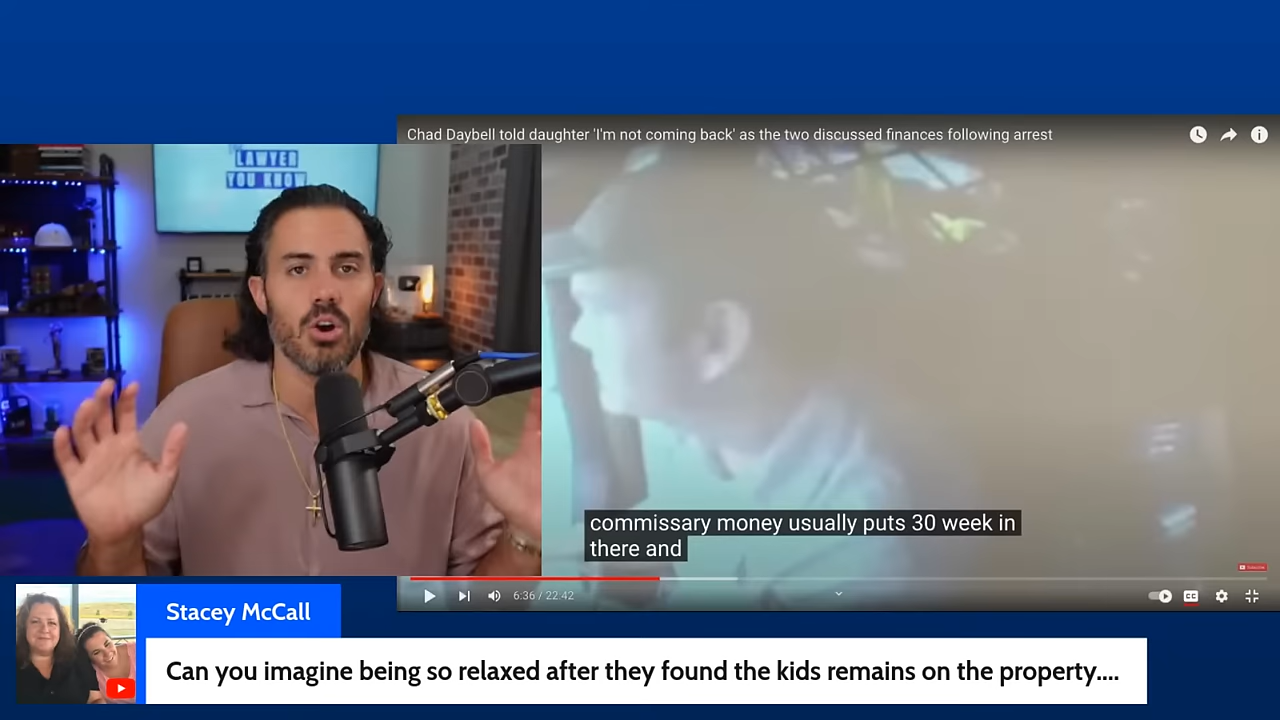 Chad Daybell told daughter 'I'm not coming back' as the two discussed finances following arrest
LAWYER
YOU KNOW
commissary money usually puts 30 week in
there and
6:36 / 22:42
CC
Stacey McCall
Can you imagine being so relaxed after they found the kids remains on the property....